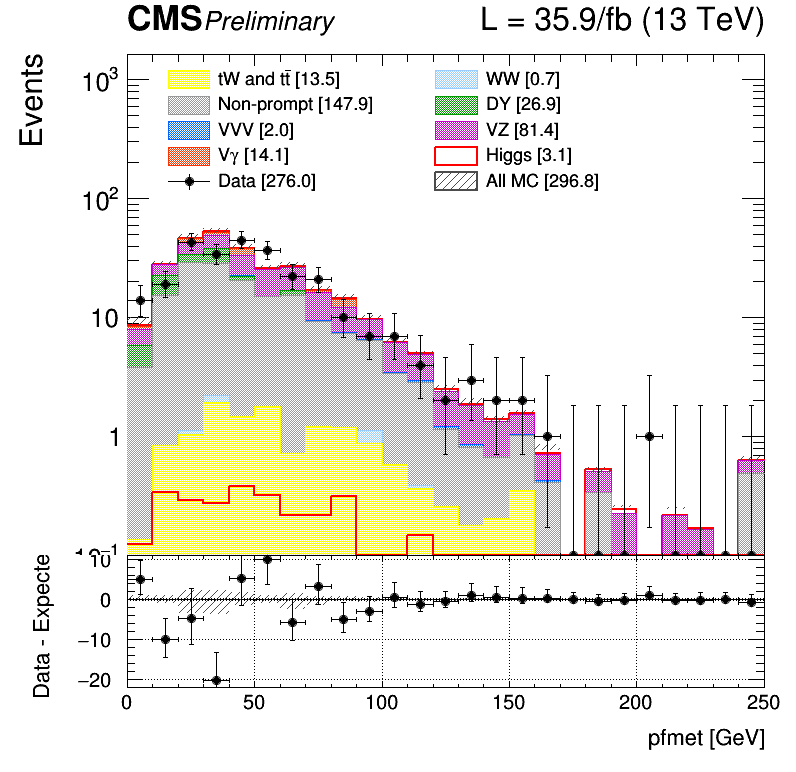 CMS Preliminary L = 35.9/fb (13 TeV)
Events
10³
10²
10
1
tW and tt̄ [13.5] WW [0.7]
Non-prompt [147.9] DY [26.9]
VVV [2.0] VZ [81.4]
Vγ [14.1] Higgs [3.1]
Data [276.0] All MC [296.8]
Data - Expecte
10
0
−10
−20
0 50 100 150 200 250
pfmet [GeV]